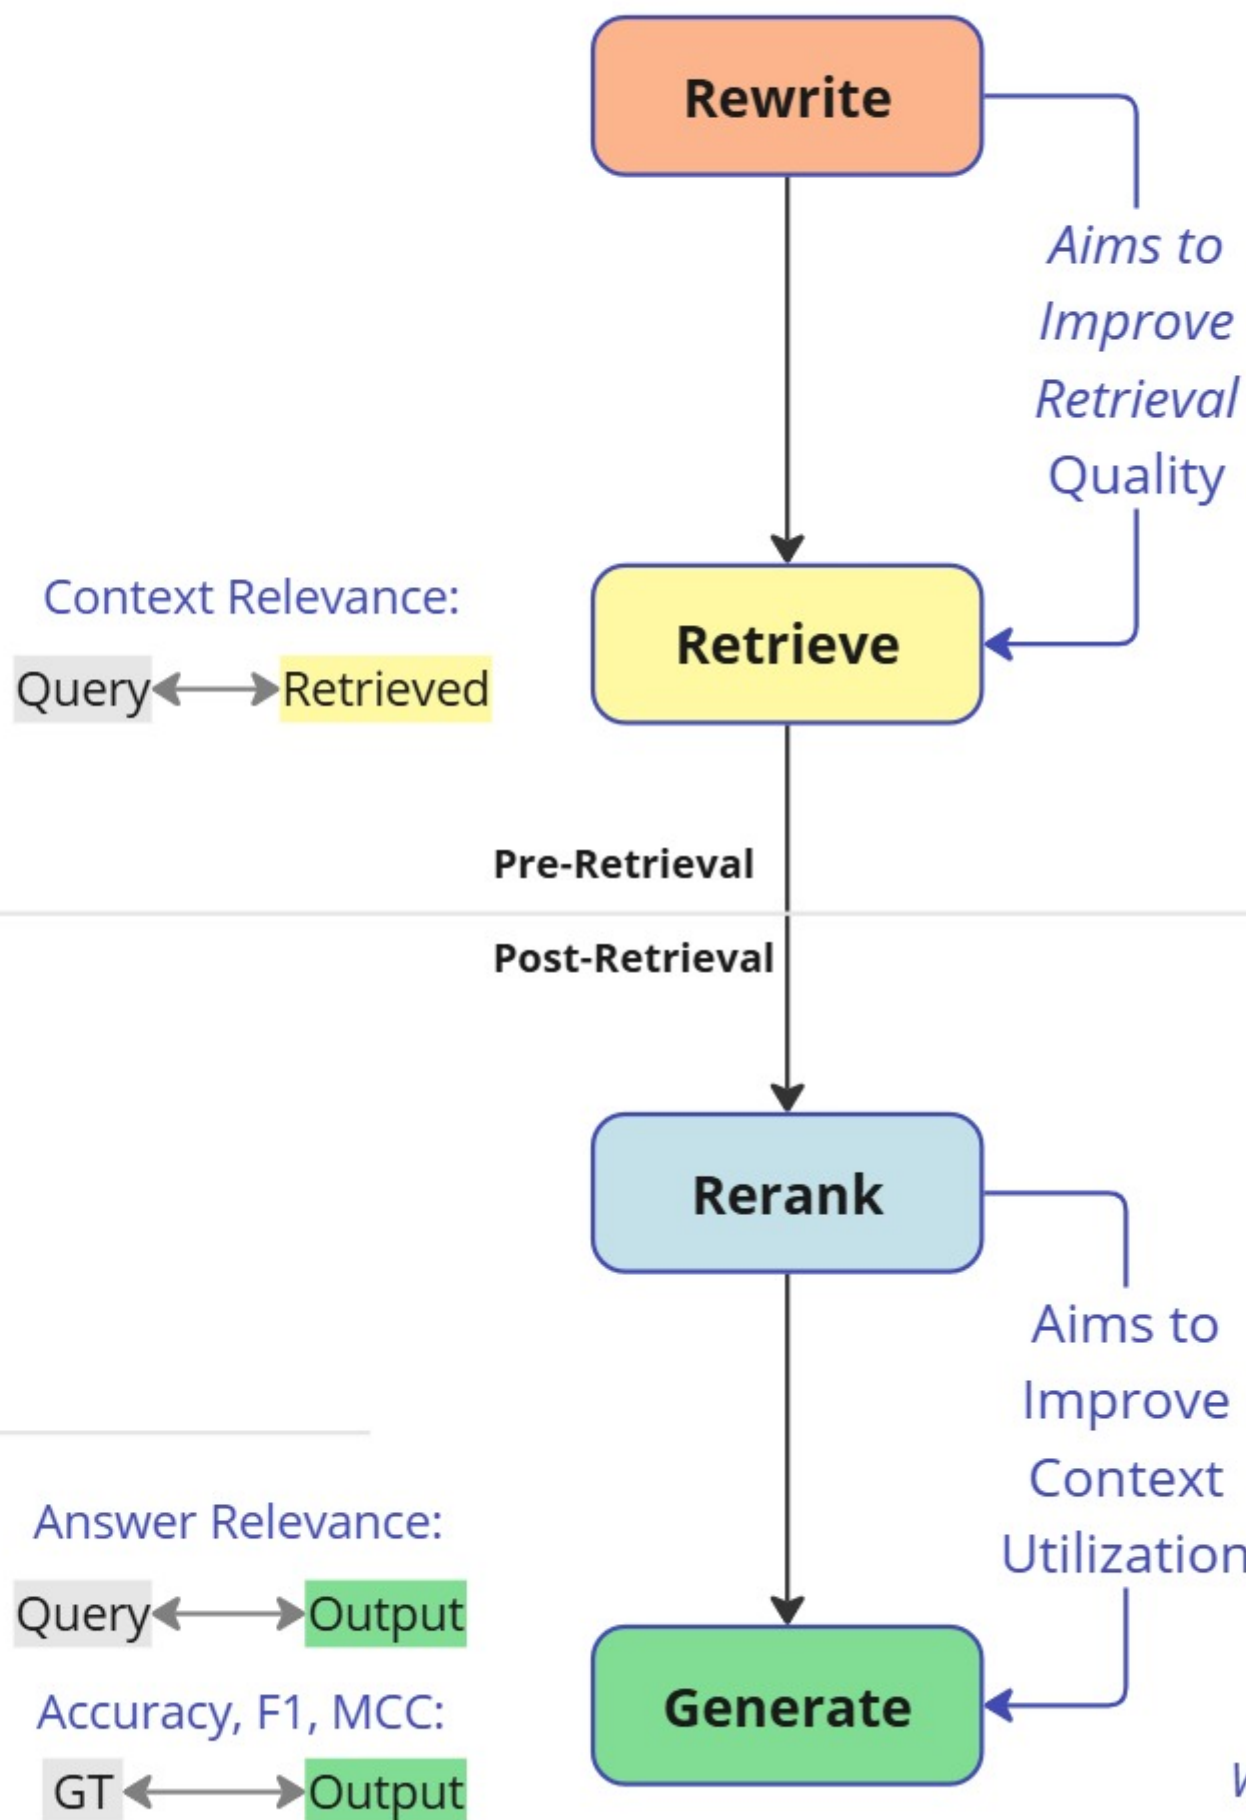 Rewrite
Aims to
Improve
Retrieval
Quality
Context Relevance:
Query Retrieved
Retrieve
Pre-Retrieval
Post-Retrieval
Rerank
Aims to
Improve
Context
Utilization
Answer Relevance:
Query Output
Accuracy, F1, MCC:
GT Output
Generate